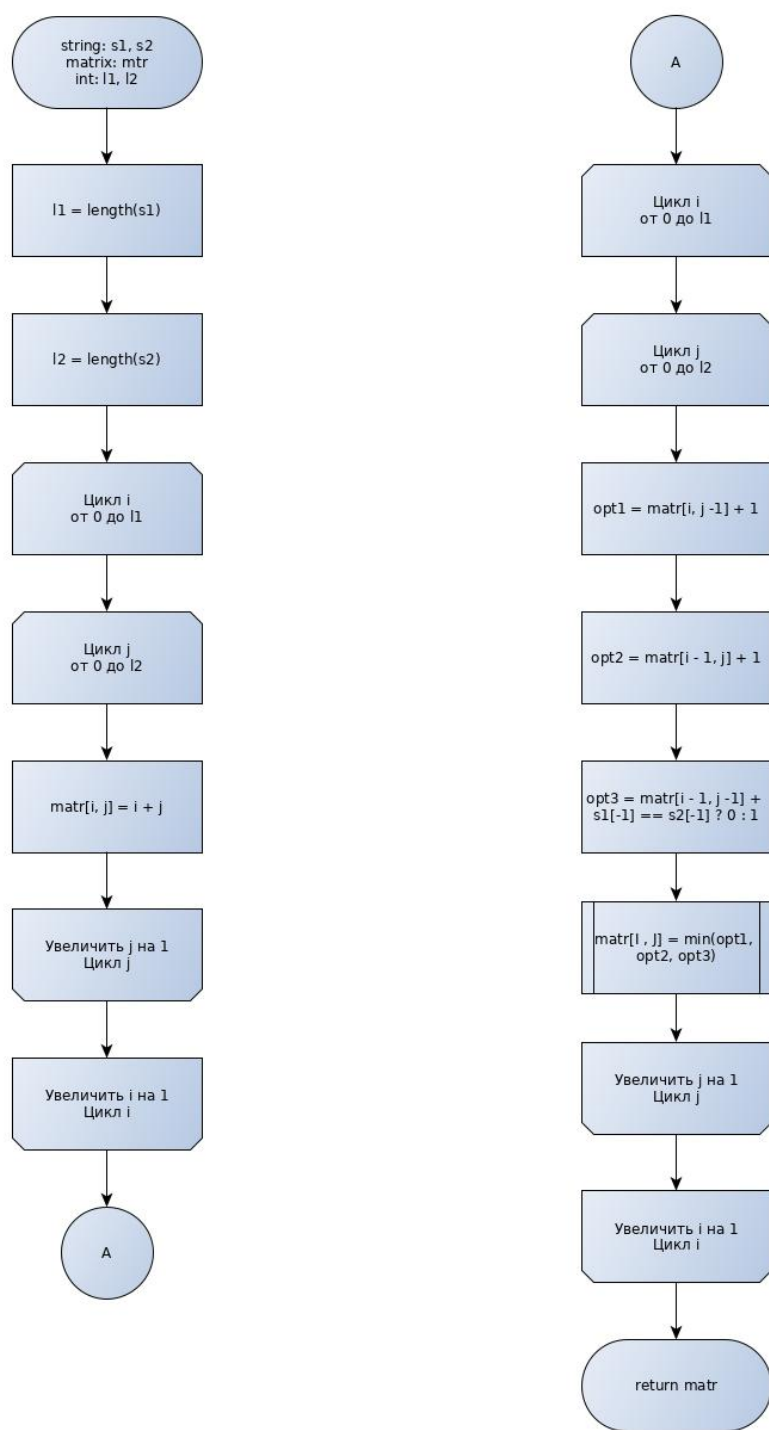 string: s1, s2
matrix: mtr
int: l1, l2
l1 = length(s1)
l2 = length(s2)
Цикл i
от 0 до l1
Цикл j
от 0 до l2
matr[i, j] = i + j
Увеличить j на 1
Цикл j
Увеличить i на 1
Цикл i
A
A
Цикл i
от 0 до l1
Цикл j
от 0 до l2
opt1 = matr[i, j -1] + 1
opt2 = matr[i - 1, j] + 1
opt3 = matr[i - 1, j -1] +
s1[-1] == s2[-1] ? 0 : 1
matr[I , J] = min(opt1,
opt2, opt3)
Увеличить j на 1
Цикл j
Увеличить i на 1
Цикл i
return matr